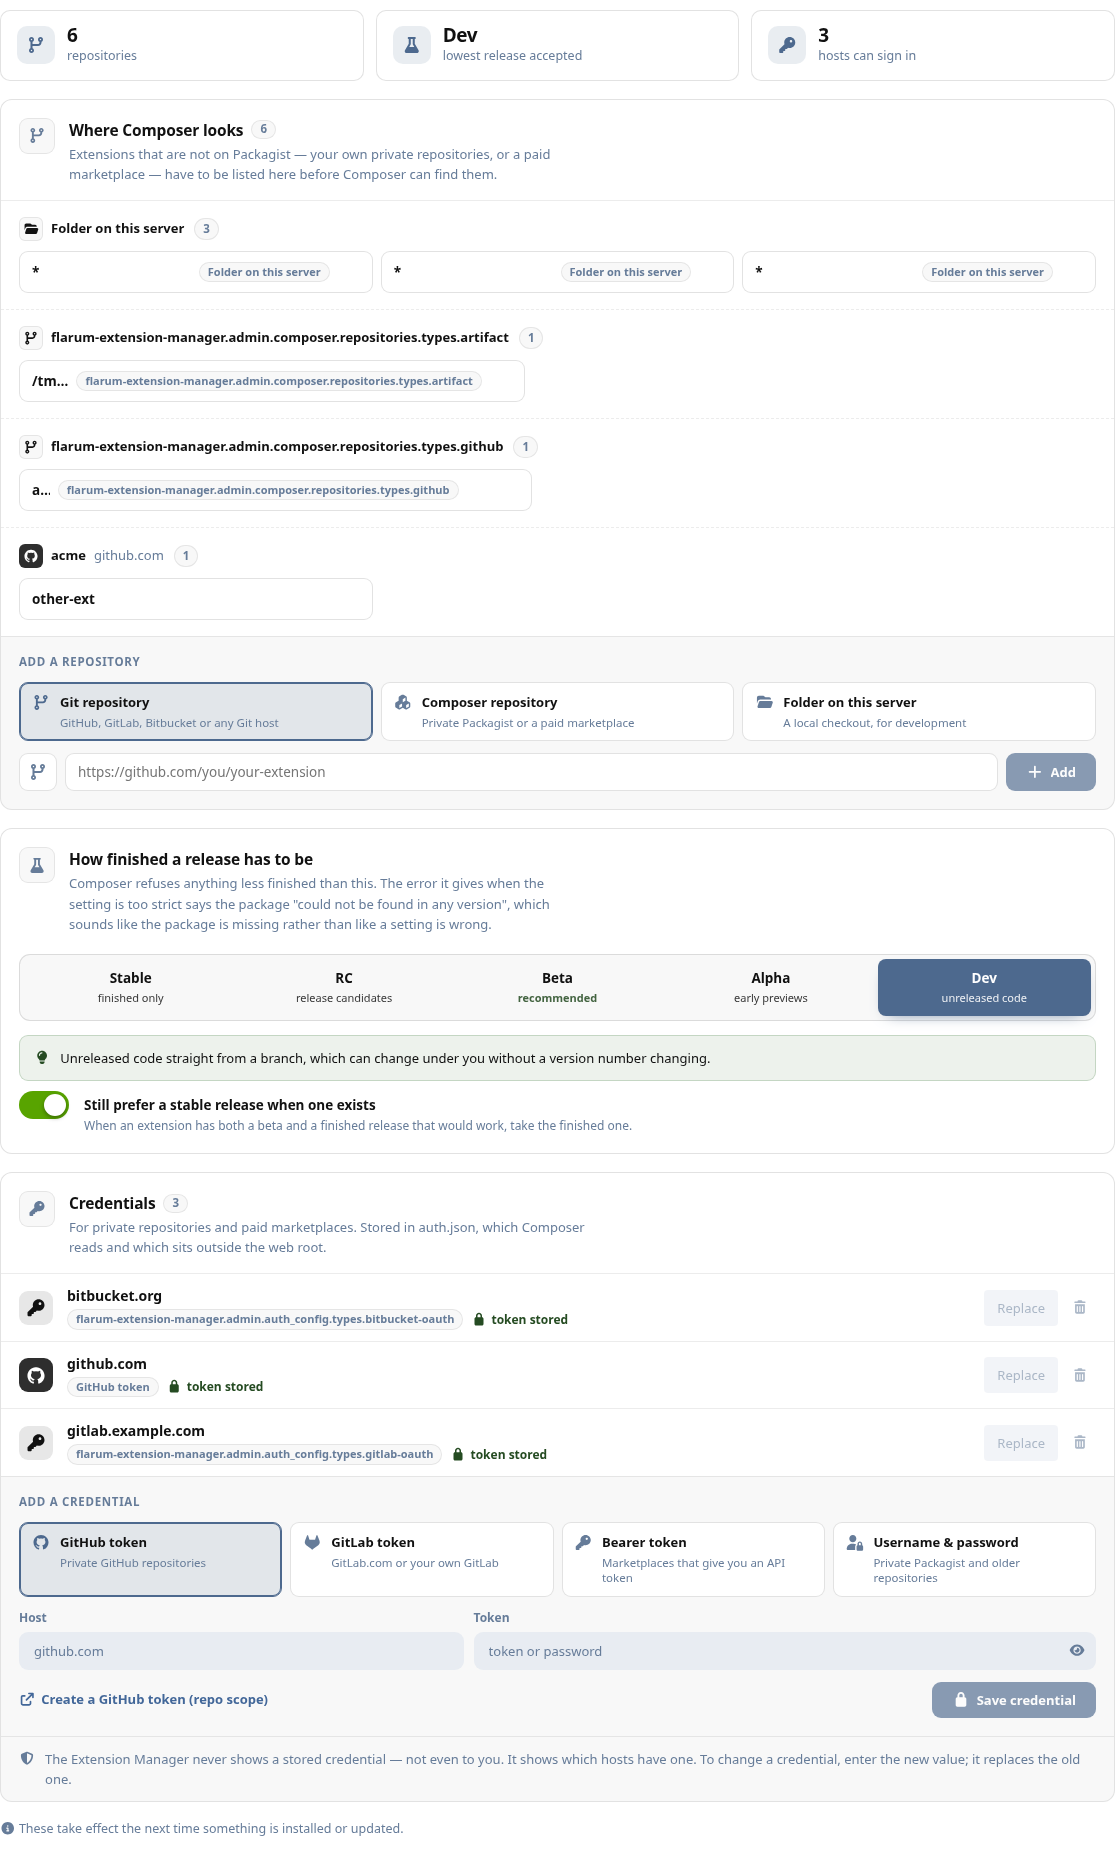 6
repositories
Dev
lowest release accepted
3
hosts can sign in
Where Composer looks 6
Extensions that are not on Packagist — your own private repositories, or a paid
marketplace — have to be listed here before Composer can find them.
Folder on this server 3
* Folder on this server
* Folder on this server
* Folder on this server
flarum-extension-manager.admin.composer.repositories.types.artifact 1
/tm... flarum-extension-manager.admin.composer.repositories.types.artifact
flarum-extension-manager.admin.composer.repositories.types.github 1
a... flarum-extension-manager.admin.composer.repositories.types.github
acme github.com 1
other-ext
ADD A REPOSITORY
Git repository
GitHub, GitLab, Bitbucket or any Git host
Composer repository
Private Packagist or a paid marketplace
Folder on this server
A local checkout, for development
https://github.com/you/your-extension
Add
How finished a release has to be
Composer refuses anything less finished than this. The error it gives when the
setting is too strict says the package "could not be found in any version", which
sounds like the package is missing rather than like a setting is wrong.
Stable
finished only
RC
release candidates
Beta
recommended
Alpha
early previews
Dev
unreleased code
Unreleased code straight from a branch, which can change under you without a version number changing.
Still prefer a stable release when one exists
When an extension has both a beta and a finished release that would work, take the finished one.
Credentials 3
For private repositories and paid marketplaces. Stored in auth.json, which Composer
reads and which sits outside the web root.
bitbucket.org
flarum-extension-manager.admin.auth_config.types.bitbucket-oauth token stored
Replace
github.com
GitHub token token stored
Replace
gitlab.example.com
flarum-extension-manager.admin.auth_config.types.gitlab-oauth token stored
Replace
ADD A CREDENTIAL
GitHub token
Private GitHub repositories
GitLab token
GitLab.com or your own GitLab
Bearer token
Marketplaces that give you an API
token
Username & password
Private Packagist and older
repositories
Host
github.com
Token
token or password
Create a GitHub token (repo scope)
Save credential
The Extension Manager never shows a stored credential — not even to you. It shows which hosts have one. To change a credential, enter the new value; it replaces the old
one.
These take effect the next time something is installed or updated.